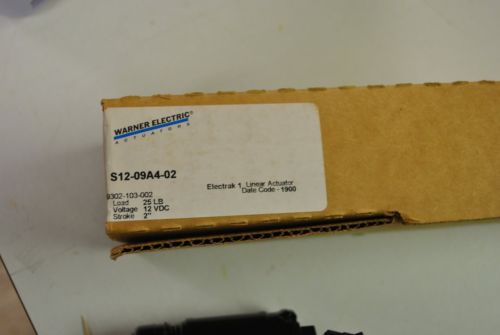 WARNER ELECTRIC®
ACTUATORS
S12-09A4-02
9302-103-002
Load 25 LB
Voltage 12 VDC
Stroke 2"
Electrak 1 Linear Actuator
Date Code - 1900